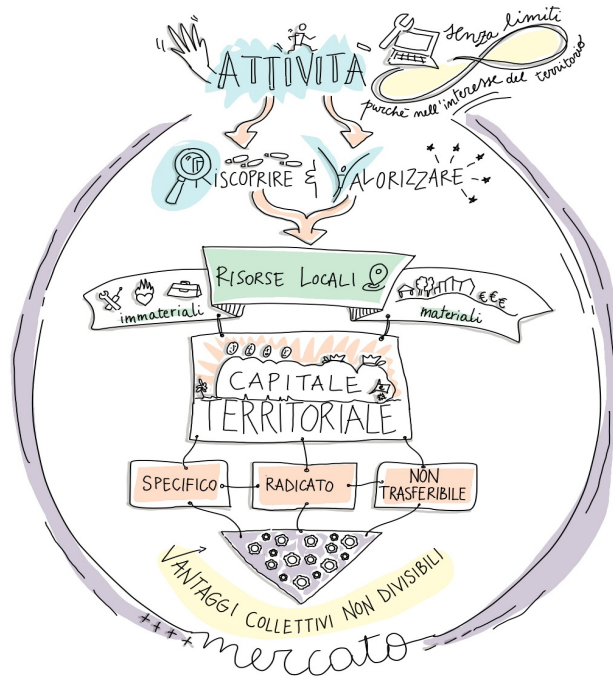 ATTIVITÀ
senza limiti
purché nell'interesse del territorio
RISCOPRIRE & VALORIZZARE
RISORSE LOCALI
immateriali
€€€
materiali
CAPITALE
TERRITORIALE
SPECIFICO
RADICATO
NON
TRASFERIBILE
VANTAGGI COLLETTIVI NON DIVISIBILI
++++
mercato